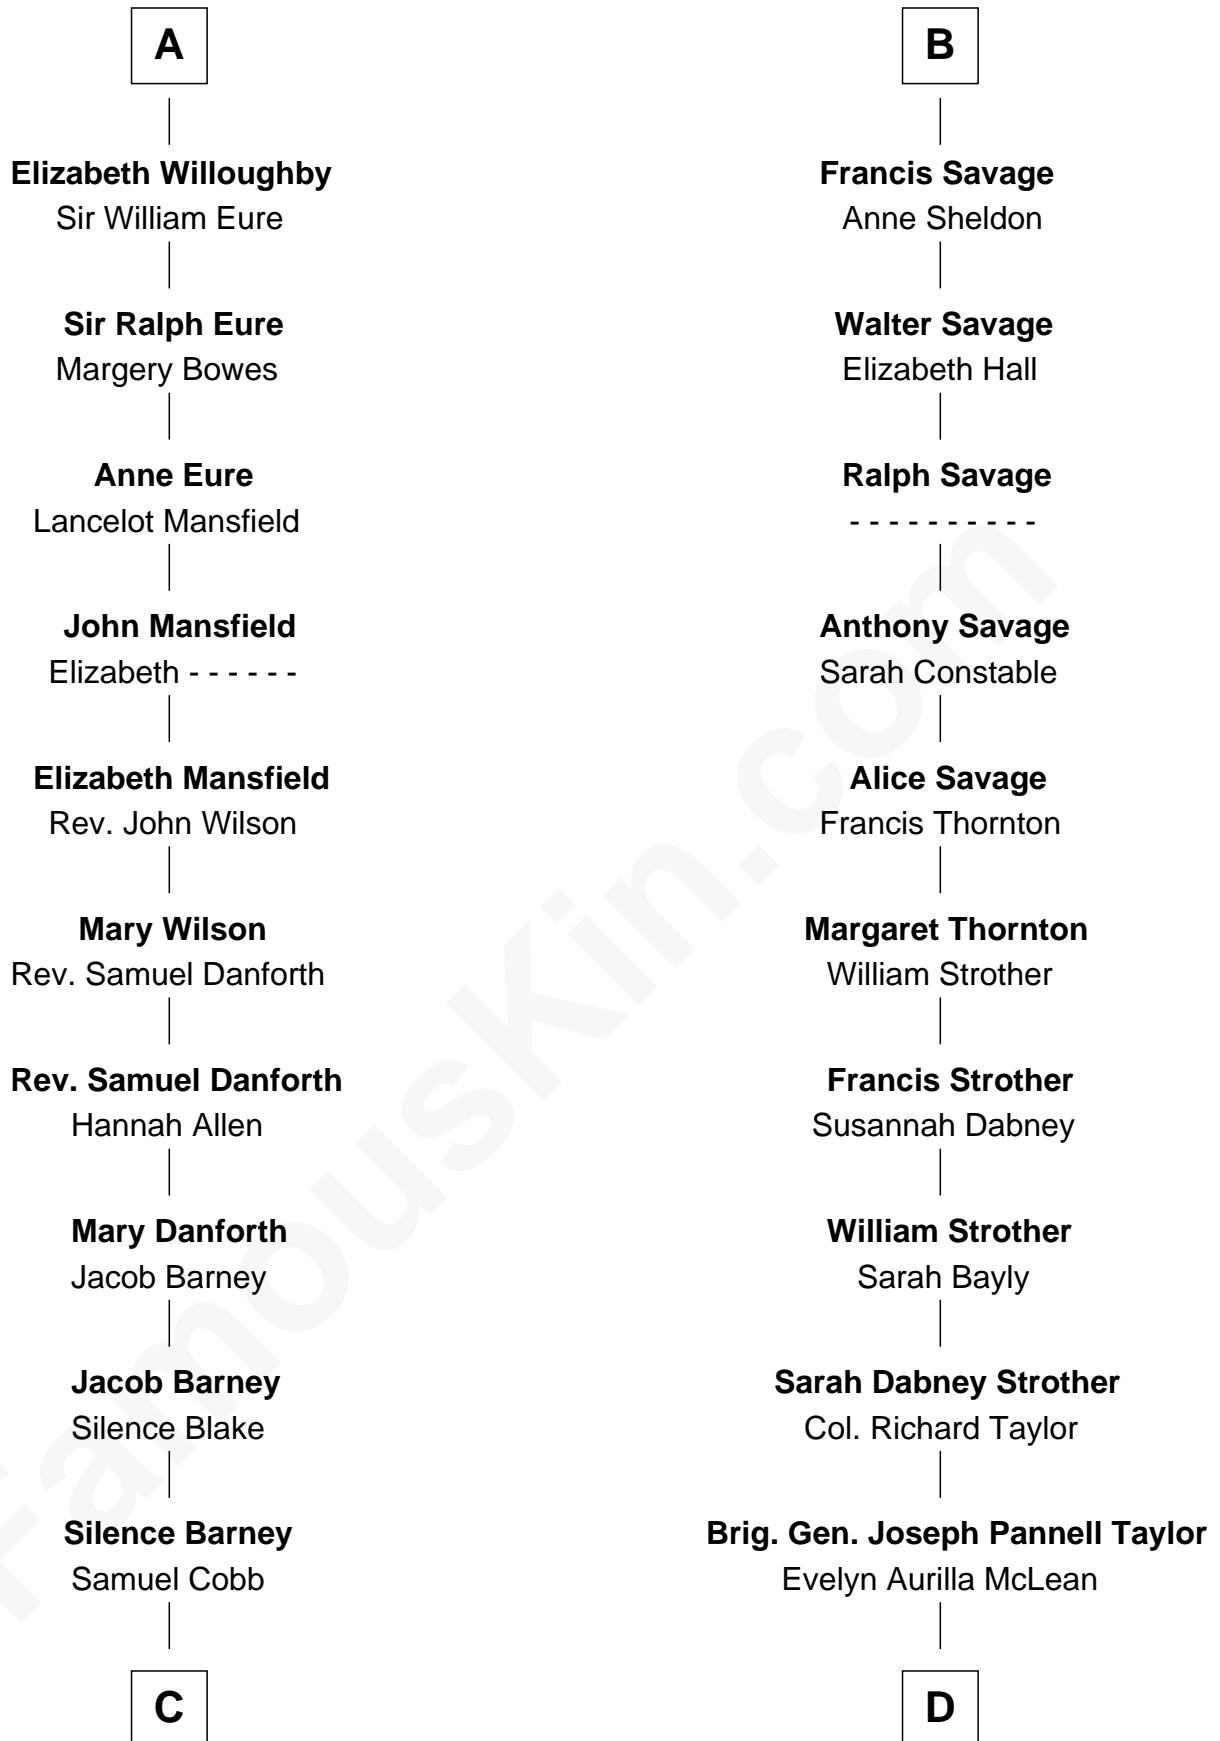 A
Elizabeth Willoughby
Sir William Eure
Sir Ralph Eure
Margery Bowes
Anne Eure
Lancelot Mansfield
John Mansfield
Elizabeth - - - - - -
Elizabeth Mansfield
Rev. John Wilson
Mary Wilson
Rev. Samuel Danforth
Rev. Samuel Danforth
Hannah Allen
Mary Danforth
Jacob Barney
Jacob Barney
Silence Blake
Silence Barney
Samuel Cobb
C
B
Francis Savage
Anne Sheldon
Walter Savage
Elizabeth Hall
Ralph Savage
- - - - - - - - - -
Anthony Savage
Sarah Constable
Alice Savage
Francis Thornton
Margaret Thornton
William Strother
Francis Strother
Susannah Dabney
William Strother
Sarah Bayly
Sarah Dabney Strother
Col. Richard Taylor
Brig. Gen. Joseph Pannell Taylor
Evelyn Aurilla McLean
D
FamousKin.com